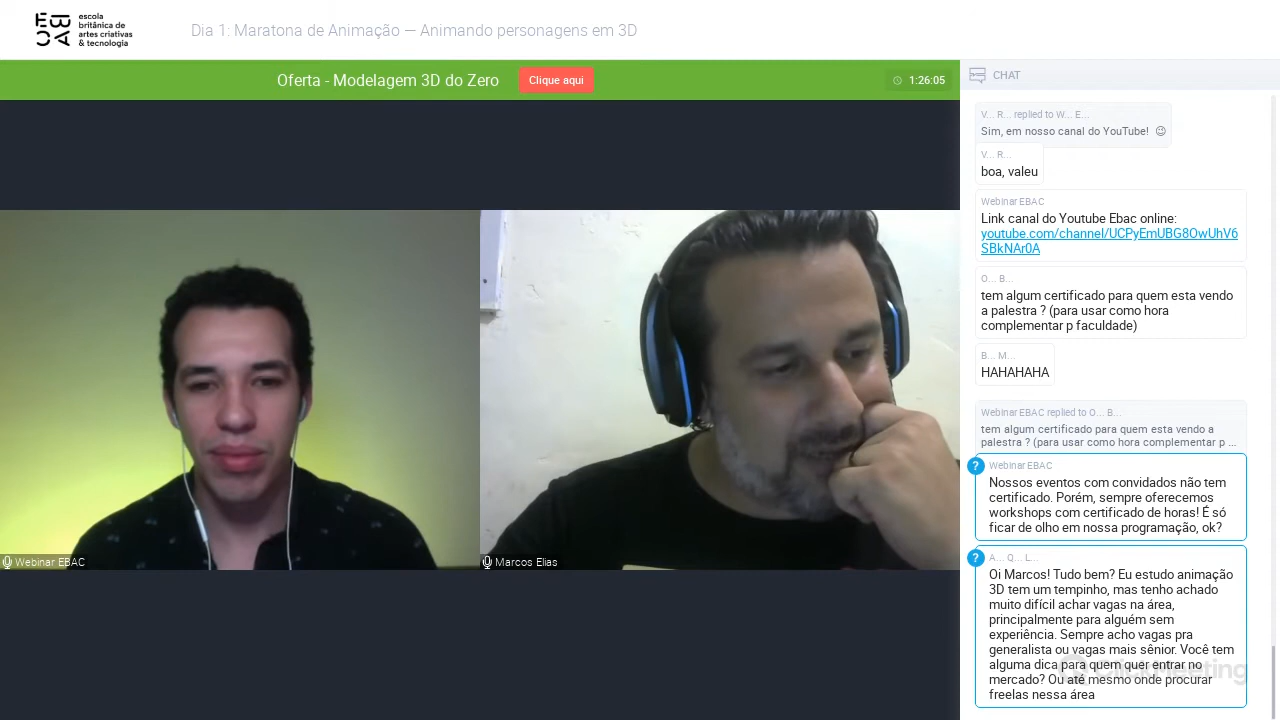 EBAC
escola
britânica de
artes criativas
& tecnologia
Dia 1: Maratona de Animação — Animando personagens em 3D
Oferta - Modelagem 3D do Zero
Clique aqui
1:26:05
Webinar EBAC
Marcos Elias
CHAT
V... R... replied to W... E...
Sim, em nosso canal do YouTube! 😉
V... R...
boa, valeu
Webinar EBAC
Link canal do Youtube Ebac online:
youtube.com/channel/UCPyEmUBG8OwUhV6
SBkNAr0A
O... B...
tem algum certificado para quem esta vendo
a palestra ? (para usar como hora
complementar p faculdade)
B... M...
HAHAHAHA
Webinar EBAC replied to O... B...
tem algum certificado para quem esta vendo a
palestra ? (para usar como hora complementar p ...
?
Webinar EBAC
Nossos eventos com convidados não tem
certificado. Porém, sempre oferecemos
workshops com certificado de horas! É só
ficar de olho em nossa programação, ok?
?
A... Q... L...
Oi Marcos! Tudo bem? Eu estudo animação
3D tem um tempinho, mas tenho achado
muito difícil achar vagas na área,
principalmente para alguém sem
experiência. Sempre acho vagas pra
generalista ou vagas mais sênior. Você tem
alguma dica para quem quer entrar no
mercado? Ou até mesmo onde procurar
freelas nessa área
ClickMeeting